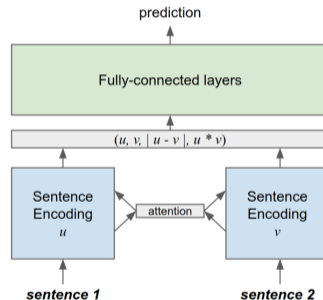 prediction
Fully-connected layers
(u, v, | u - v |, u * v)
Sentence
Encoding
u
attention
Sentence
Encoding
v
sentence 1
sentence 2